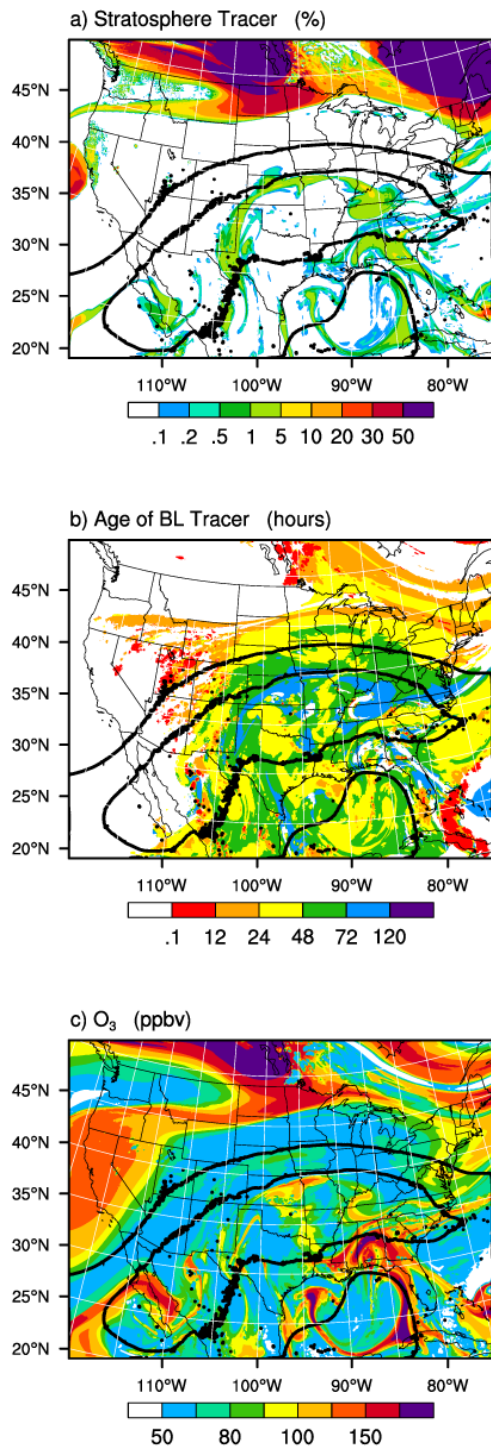 a) Stratosphere Tracer (%)
45°N
40°N
35°N
30°N
25°N
20°N
110°W 100°W 90°W 80°W
.1 .2 .5 1 5 10 20 30 50
b) Age of BL Tracer (hours)
45°N
40°N
35°N
30°N
25°N
20°N
110°W 100°W 90°W 80°W
.1 12 24 48 72 120
c) O₃ (ppbv)
45°N
40°N
35°N
30°N
25°N
20°N
110°W 100°W 90°W 80°W
50 80 100 150